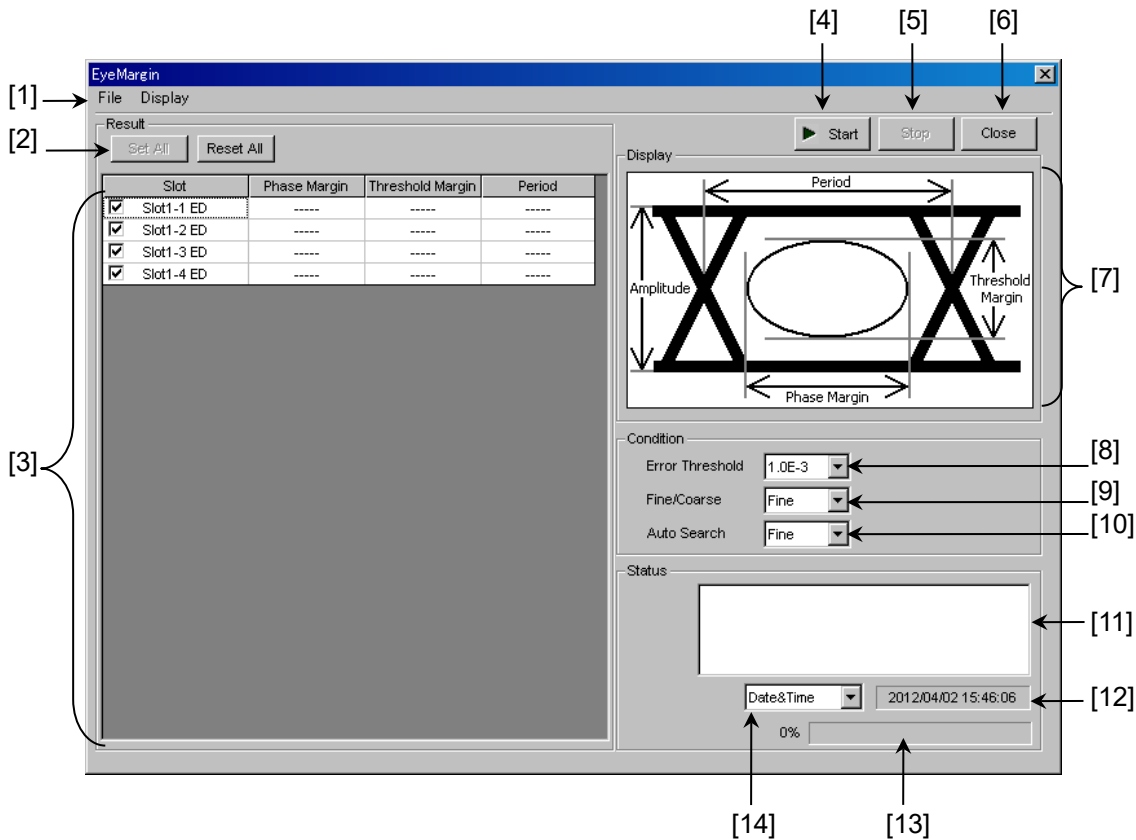 [4] [5] [6]
EyeMargin
[1] File Display
Result
[2] Set All Reset All
Start Stop Close
Display
Slot Phase Margin Threshold Margin Period
Slot1-1 ED ----- ----- -----
Slot1-2 ED ----- ----- -----
Slot1-3 ED ----- ----- -----
Slot1-4 ED ----- ----- -----
[3]
Period
Amplitude
Threshold
Margin
Phase Margin
[7]
Condition
Error Threshold 1.0E-3 [8]
Fine/Coarse Fine [9]
Auto Search Fine [10]
Status
[11]
Date&Time 2012/04/02 15:46:06 [12]
0%
[14] [13]